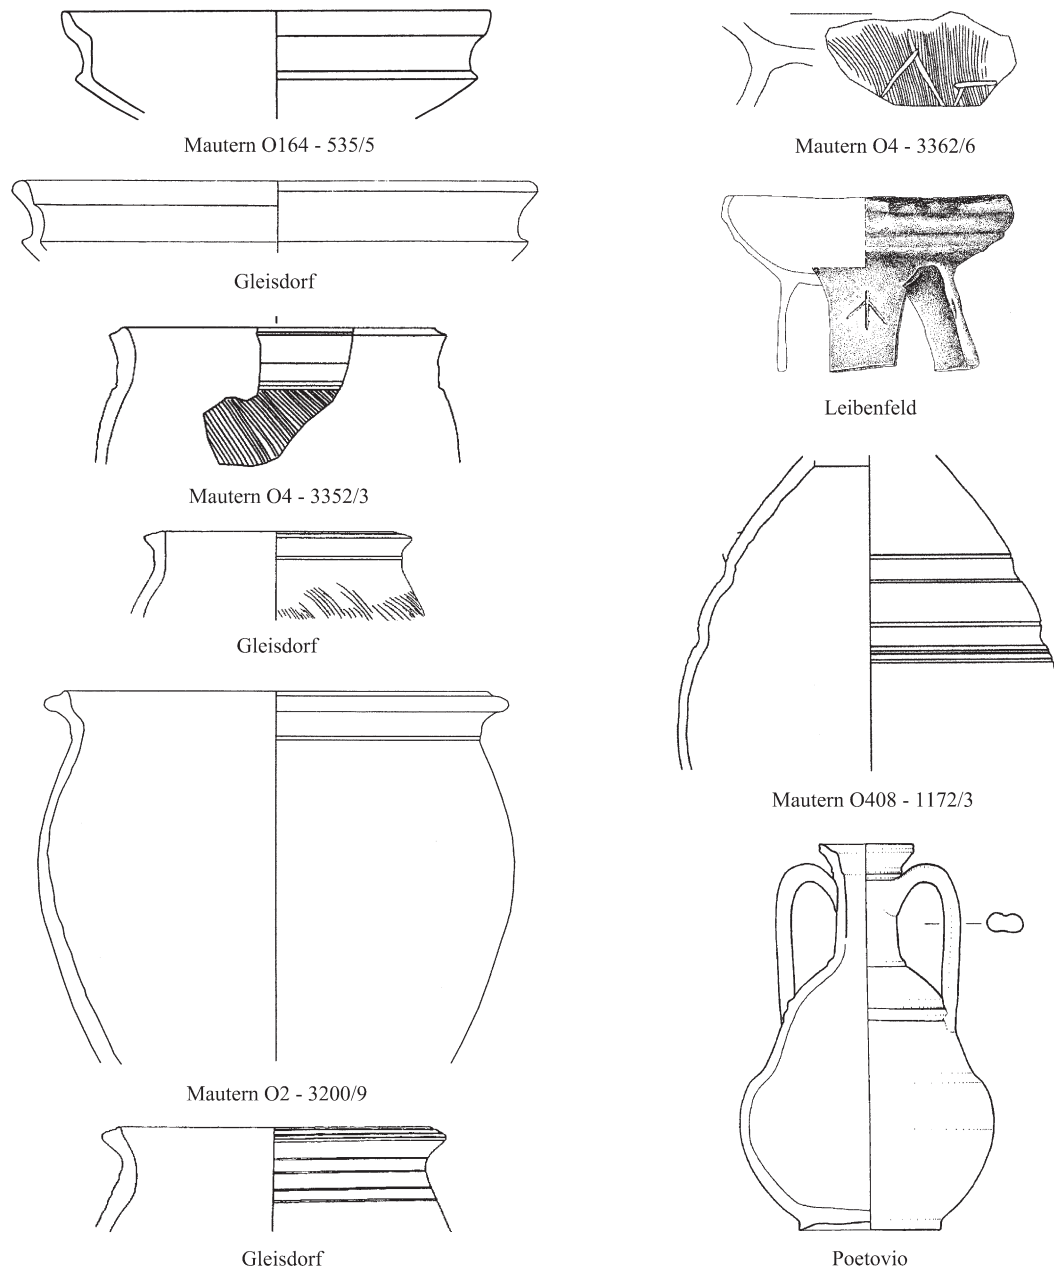 Mautern O164 - 535/5
Gleisdorf
Mautern O4 - 3352/3
Gleisdorf
Mautern O2 - 3200/9
Gleisdorf
Mautern O4 - 3362/6
Leibenfeld
Mautern O408 - 1172/3
Poetovio